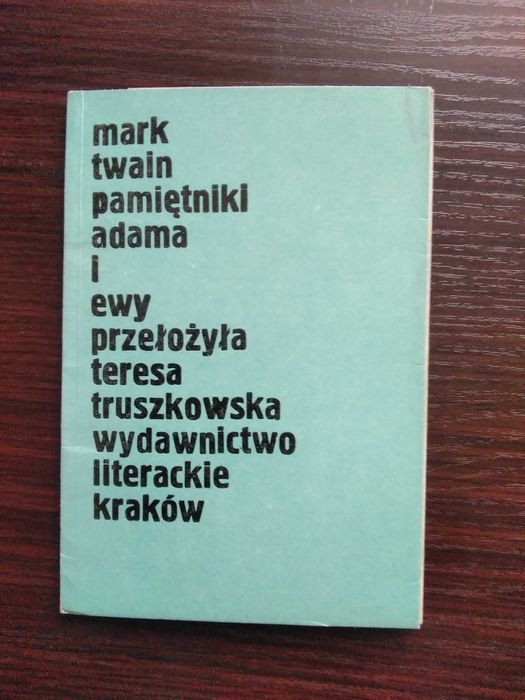 mark
twain
pamiętniki
adama
i
ewy
przełożyła
teresa
truszkowska
wydawnictwo
literackie
kraków